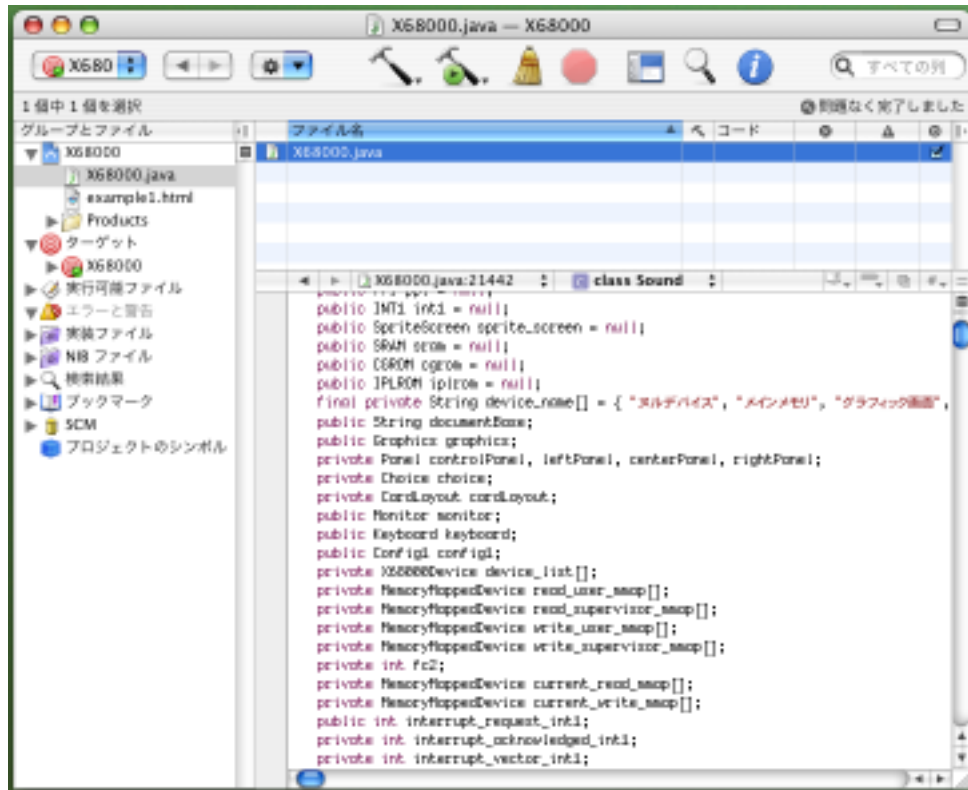 X68000.java — X68000
X680
すべての列
1 個中 1 個を選択
問題なく完了しました
グループとファイル
ファイル名
コード
X68000
X68000.java
X68000.java
example1.html
Products
ターゲット
X68000
実行可能ファイル
エラーと警告
実装ファイル
NIB ファイル
検索結果
ブックマーク
SCM
プロジェクトのシンボル
X68000.java:21442
class Sound
public INT1 int1 = null;
public SpriteScreen sprite_screen = null;
public SRAM sram = null;
public CGROM cgrom = null;
public IPLROM iplrom = null;
final private String device_name[] = { "ヌルデバイス", "メインメモリ", "グラフィック画面",
public String documentBase;
public Graphics graphics;
private Panel controlPanel, leftPanel, centerPanel, rightPanel;
private Choice choice;
private CardLayout cardLayout;
public Monitor monitor;
public Keyboard keyboard;
public Config1 config1;
private X68000Device device_list[];
private MemoryMappedDevice read_user_mmap[];
private MemoryMappedDevice read_supervisor_mmap[];
private MemoryMappedDevice write_user_mmap[];
private MemoryMappedDevice write_supervisor_mmap[];
private int fc2;
private MemoryMappedDevice current_read_mmap[];
private MemoryMappedDevice current_write_mmap[];
public int interrupt_request_int1;
private int interrupt_acknowledged_int1;
private int interrupt_vector_int1;